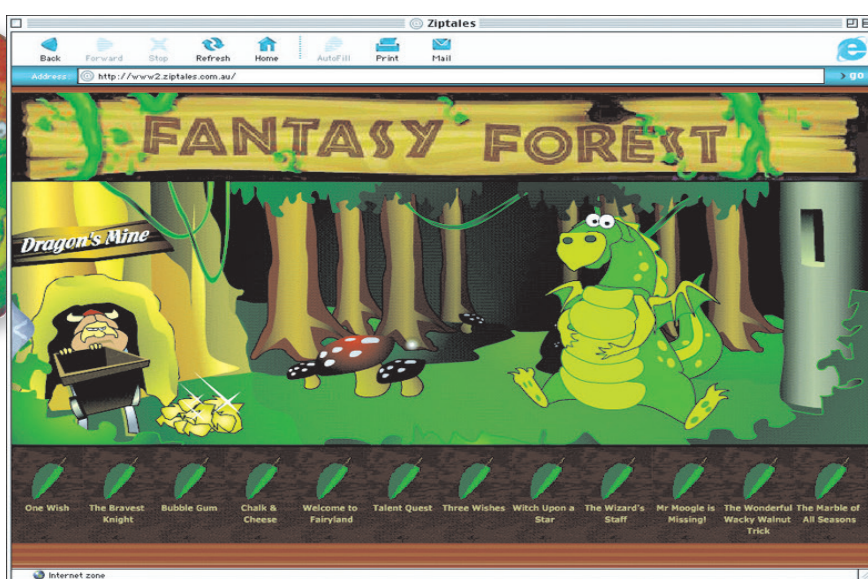 Ziptales
Back Forward Stop Refresh Home AutoFill Print Mail
Address: http://www2.ziptales.com.au/ go
FANTASY FOREST
Dragon's Mine
One Wish
The Bravest
Knight
Bubble Gum
Chalk &
Cheese
Welcome to
Fairyland
Talent Quest
Three Wishes
Witch Upon a
Star
The Wizard's
Staff
Mr Moogle is
Missing!
The Wonderful
Wacky Walnut
Trick
The Marble of
All Seasons
Internet zone